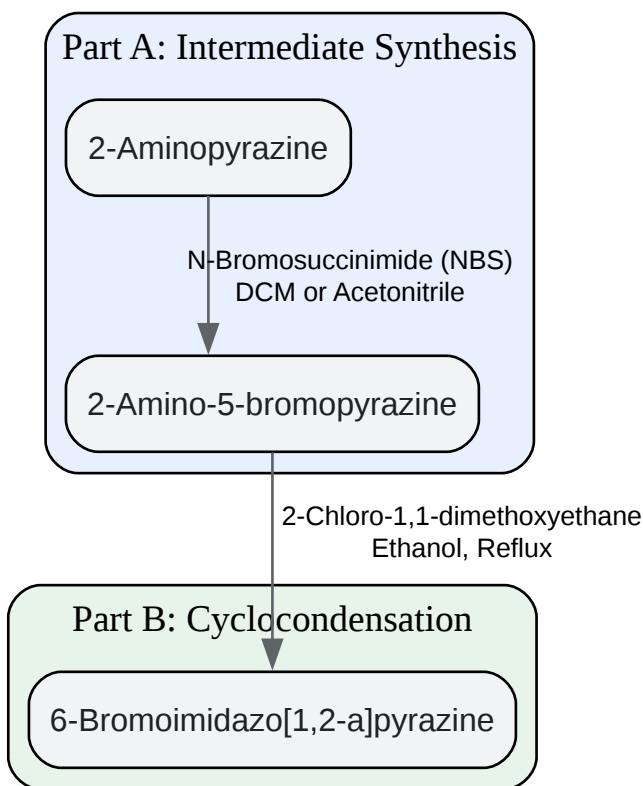 Part A: Intermediate Synthesis
2-Aminopyrazine
N-Bromosuccinimide (NBS)
DCM or Acetonitrile
2-Amino-5-bromopyrazine
2-Chloro-1,1-dimethoxyethane
Ethanol, Reflux
Part B: Cyclocondensation
6-Bromoimidazo[1,2-a]pyrazine